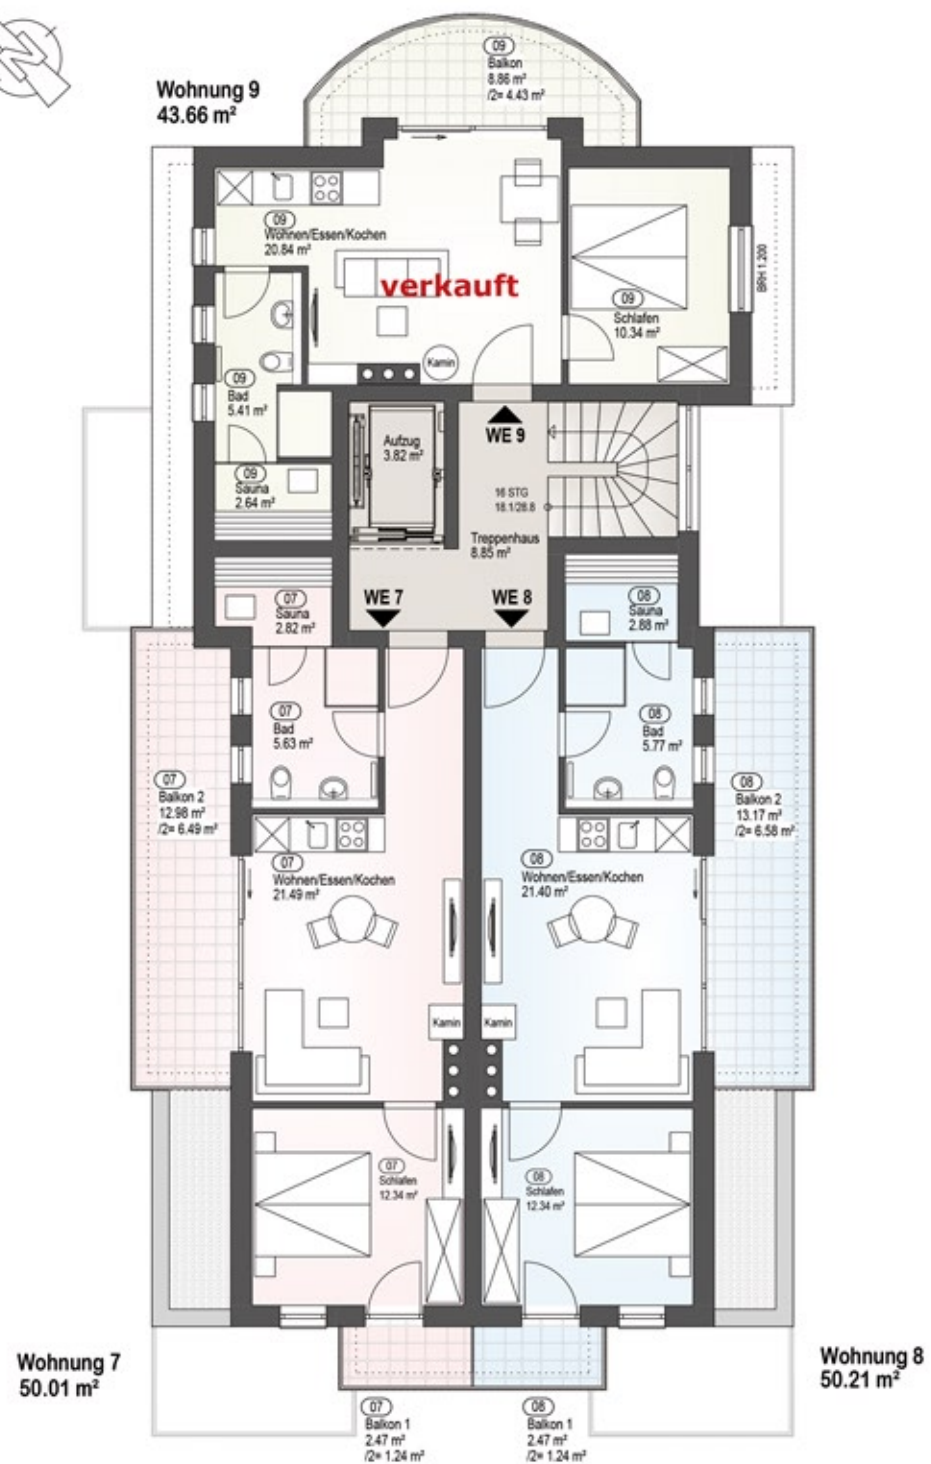 N
Wohnung 9
43.66 m²
09
Balkon
8.86 m²
/2= 4.43 m²
09
Wohnen/Essen/Kochen
20.84 m²
verkauft
09
Schlafen
10.34 m²
BRH 1.200
Kamin
09
Bad
5.41 m²
09
Sauna
2.64 m²
Aufzug
3.82 m²
WE 9
16 STG
18.1/28.8
Treppenhaus
8.85 m²
WE 7
WE 8
07
Sauna
2.82 m²
08
Sauna
2.88 m²
07
Bad
5.63 m²
08
Bad
5.77 m²
07
Balkon 2
12.98 m²
/2= 6.49 m²
08
Balkon 2
13.17 m²
/2= 6.58 m²
07
Wohnen/Essen/Kochen
21.49 m²
08
Wohnen/Essen/Kochen
21.40 m²
Kamin
Kamin
07
Schlafen
12.34 m²
08
Schlafen
12.34 m²
Wohnung 7
50.01 m²
Wohnung 8
50.21 m²
07
Balkon 1
2.47 m²
/2= 1.24 m²
08
Balkon 1
2.47 m²
/2= 1.24 m²